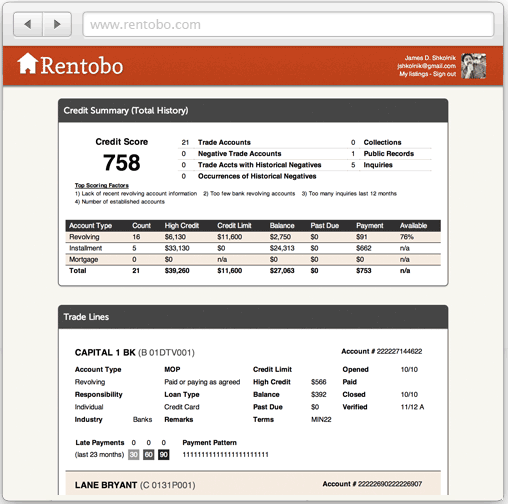 www.rentobo.com
Rentobo
James D. Shkolnik
jshkolnik@gmail.com
My listings - Sign out
Credit Summary (Total History)
Credit Score
758
21 Trade Accounts 0 Collections
0 Negative Trade Accounts 1 Public Records
0 Trade Accts with Historical Negatives 5 Inquiries
0 Occurrences of Historical Negatives
Top Scoring Factors
1) Lack of recent revolving account information 2) Too few bank revolving accounts 3) Too many inquiries last 12 months
4) Number of established accounts
Account Type Count High Credit Credit Limit Balance Past Due Payment Available
Revolving 16 $6,130 $11,600 $2,750 $0 $91 76%
Installment 5 $33,130 $0 $24,313 $0 $662 n/a
Mortgage 0 $0 n/a $0 $0 $0 n/a
Total 21 $39,260 $11,600 $27,063 $0 $753 n/a
Trade Lines
CAPITAL 1 BK (B 01DTV001) Account # 222227144622
Account Type MOP Credit Limit Opened 10/10
Revolving Paid or paying as agreed High Credit $566 Paid
Responsibility Loan Type Balance $392 Closed 10/10
Individual Credit Card Past Due $0 Verified 11/12 A
Industry Banks Remarks Terms MIN22
Late Payments 0 0 0 Payment Pattern
(last 23 months) 30 60 90 11111111111111111111111
LANE BRYANT (C 0131P001) Account # 22222690222226907